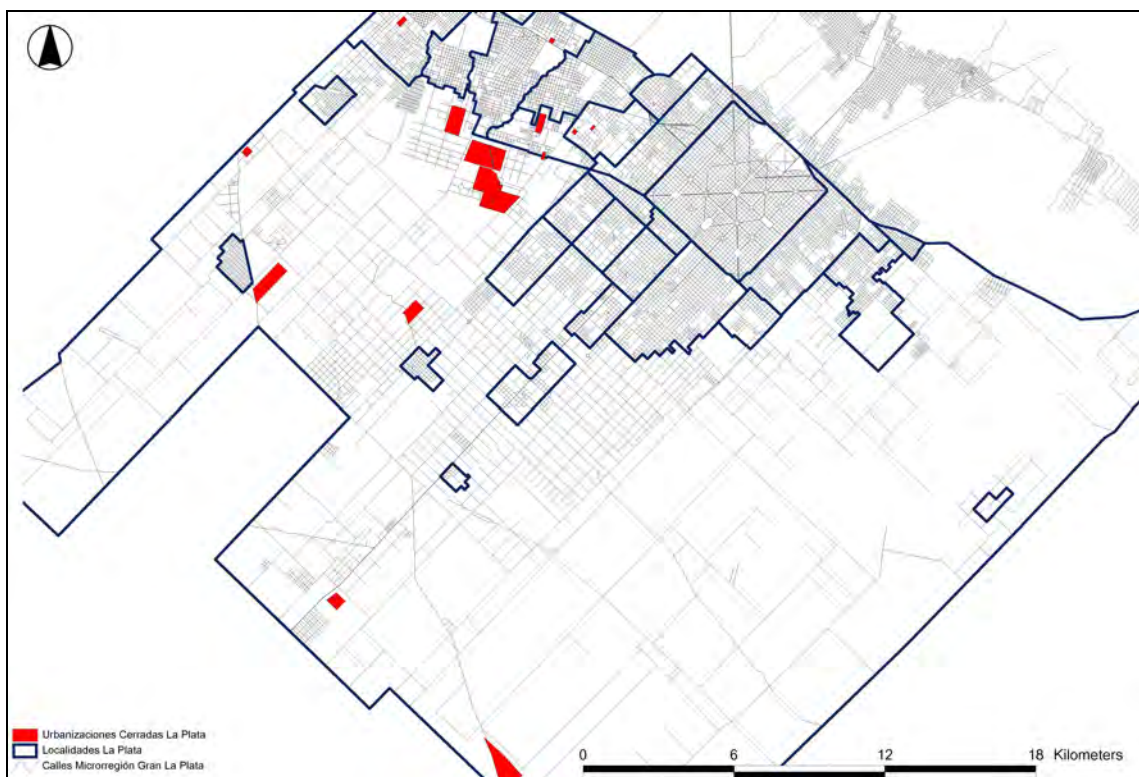 Urbanizaciones Cerradas La Plata
Localidades La Plata
Calles Microrregión Gran La Plata
0 6 12 18 Kilometers